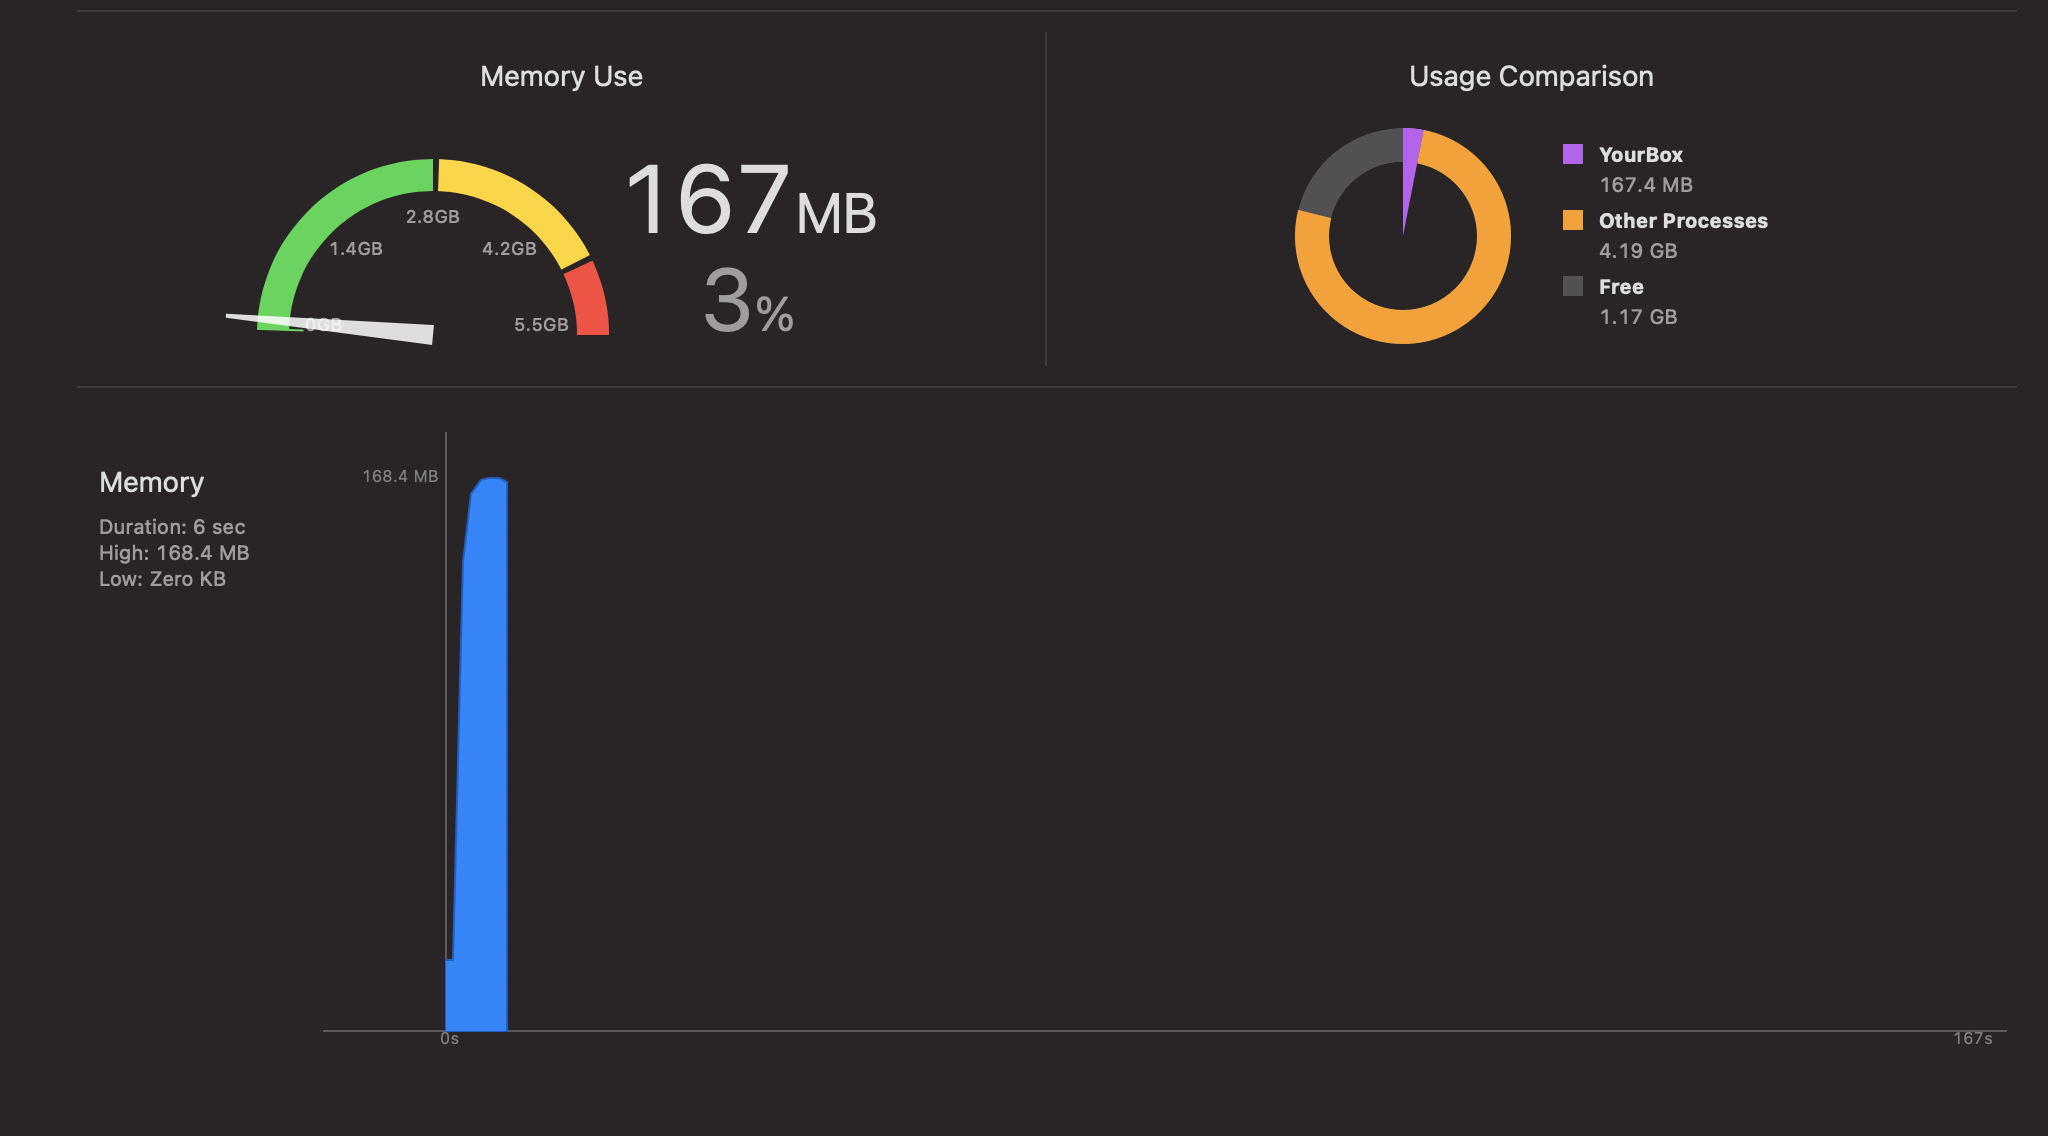 Memory Use
Usage Comparison
2.8GB
1.4GB
4.2GB
0GB
5.5GB
167 MB
3%
YourBox
167.4 MB
Other Processes
4.19 GB
Free
1.17 GB
Memory
Duration: 6 sec
High: 168.4 MB
Low: Zero KB
168.4 MB
0s
167s